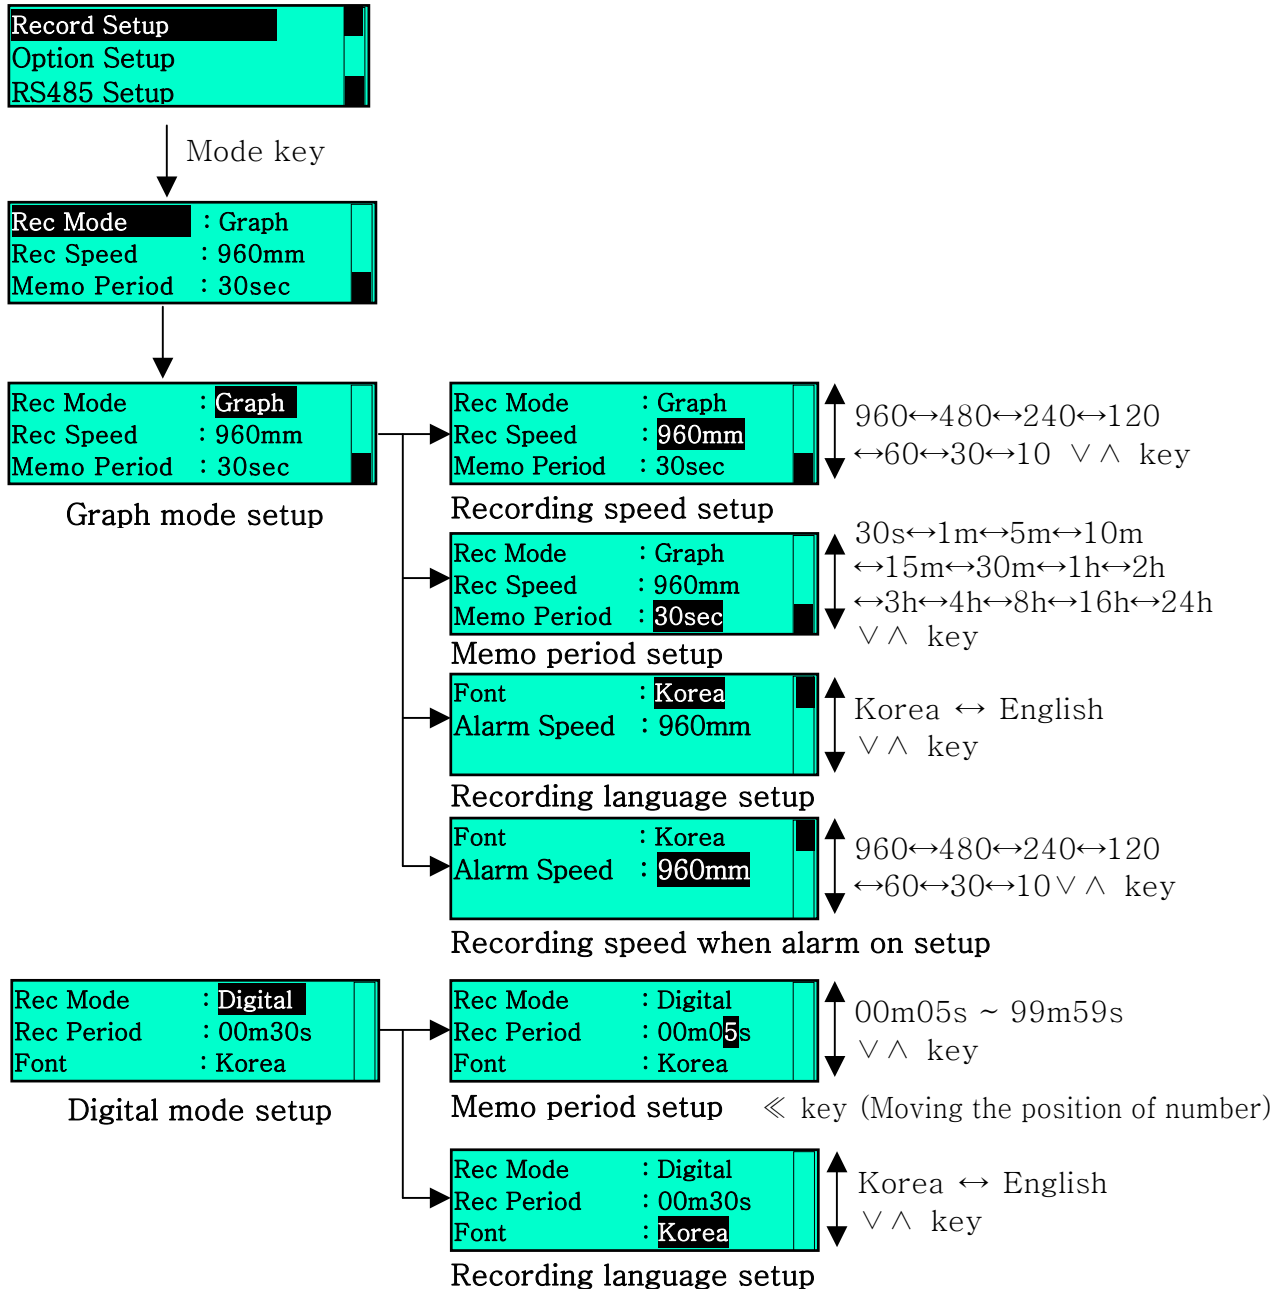 Record Setup
Option Setup
RS485 Setup
Mode key
Rec Mode : Graph
Rec Speed : 960mm
Memo Period : 30sec
Rec Mode : Graph
Rec Speed : 960mm
Memo Period : 30sec
Graph mode setup
Rec Mode : Graph
Rec Speed : 960mm
Memo Period : 30sec
960↔480↔240↔120
↔60↔30↔10 ∨∧ key
Recording speed setup
Rec Mode : Graph
Rec Speed : 960mm
Memo Period : 30sec
30s↔1m↔5m↔10m
↔15m↔30m↔1h↔2h
↔3h↔4h↔8h↔16h↔24h
∨∧ key
Memo period setup
Font : Korea
Alarm Speed : 960mm
Korea ↔ English
∨∧ key
Recording language setup
Font : Korea
Alarm Speed : 960mm
960↔480↔240↔120
↔60↔30↔10∨∧ key
Recording speed when alarm on setup
Rec Mode : Digital
Rec Period : 00m30s
Font : Korea
Digital mode setup
Rec Mode : Digital
Rec Period : 00m05s
Font : Korea
00m05s ~ 99m59s
∨∧ key
Memo period setup ≪ key (Moving the position of number)
Rec Mode : Digital
Rec Period : 00m30s
Font : Korea
Korea ↔ English
∨∧ key
Recording language setup